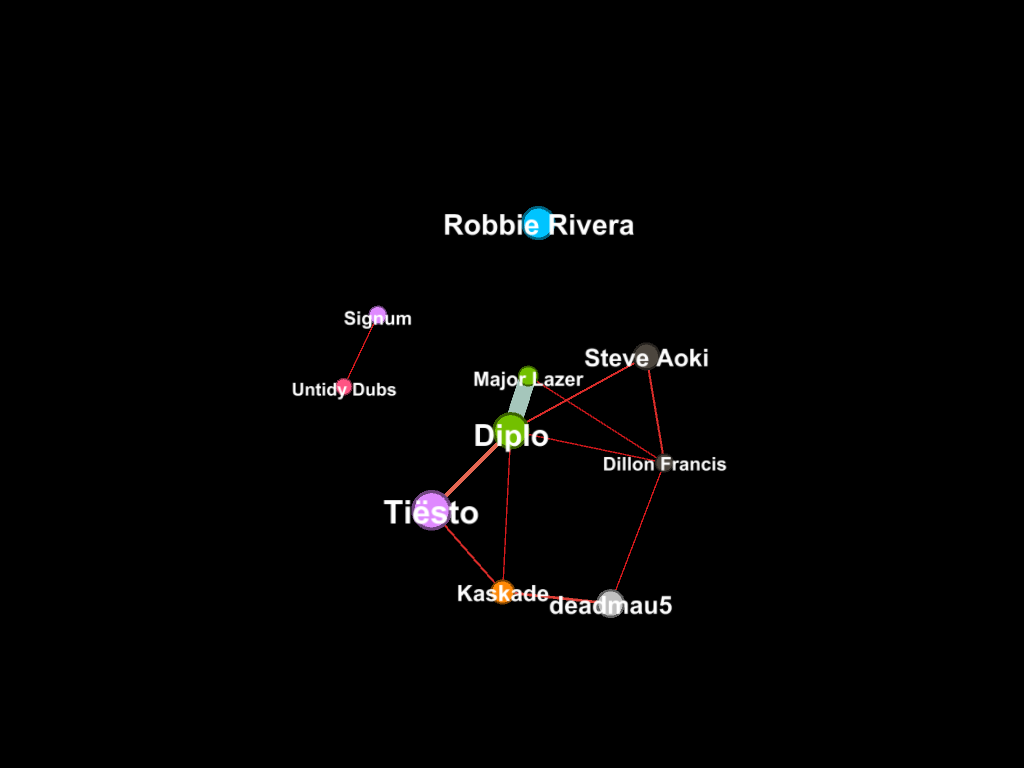 Robbie Rivera
Signum
Steve Aoki
Major Lazer
Untidy Dubs
Diplo
Dillon Francis
Tiësto
Kaskade
deadmau5